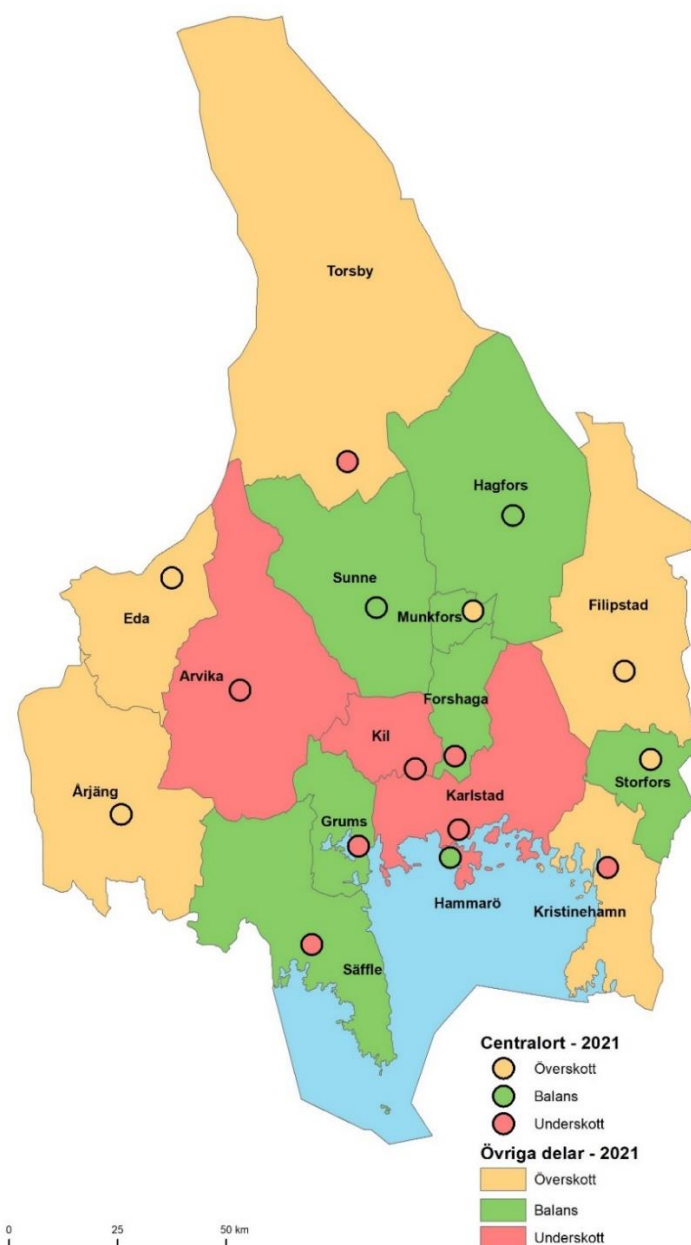 Torsby
Hagfors
Sunne
Munkfors
Filipstad
Eda
Arvika
Forshaga
Kil
Storfors
Årjäng
Karlstad
Grums
Hammarö
Kristinehamn
Säffle
Centralort - 2021
Överskott
Balans
Underskott
Övriga delar - 2021
Överskott
Balans
Underskott
0 25 50 km